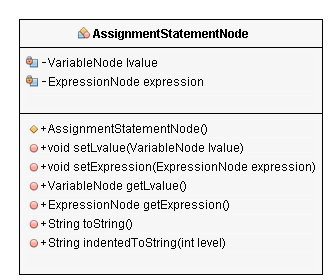 AssignmentStatementNode
- VariableNode lvalue
- ExpressionNode expression
+ AssignmentStatementNode()
+ void setLvalue(VariableNode lvalue)
+ void setExpression(ExpressionNode expression)
+ VariableNode getLvalue()
+ ExpressionNode getExpression()
+ String toString()
+ String indentedToString(int level)